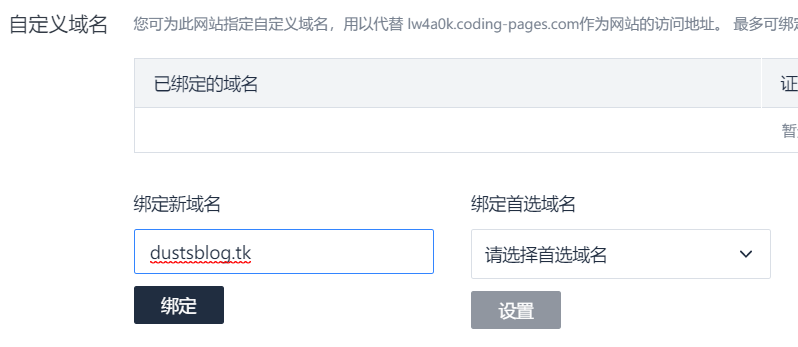 自定义域名
您可为此网站指定自定义域名，用以代替 lw4a0k.coding-pages.com作为网站的访问地址。 最多可绑
已绑定的域名
证
暂
绑定新域名
绑定首选域名
dustsblog.tk
请选择首选域名
绑定
设置